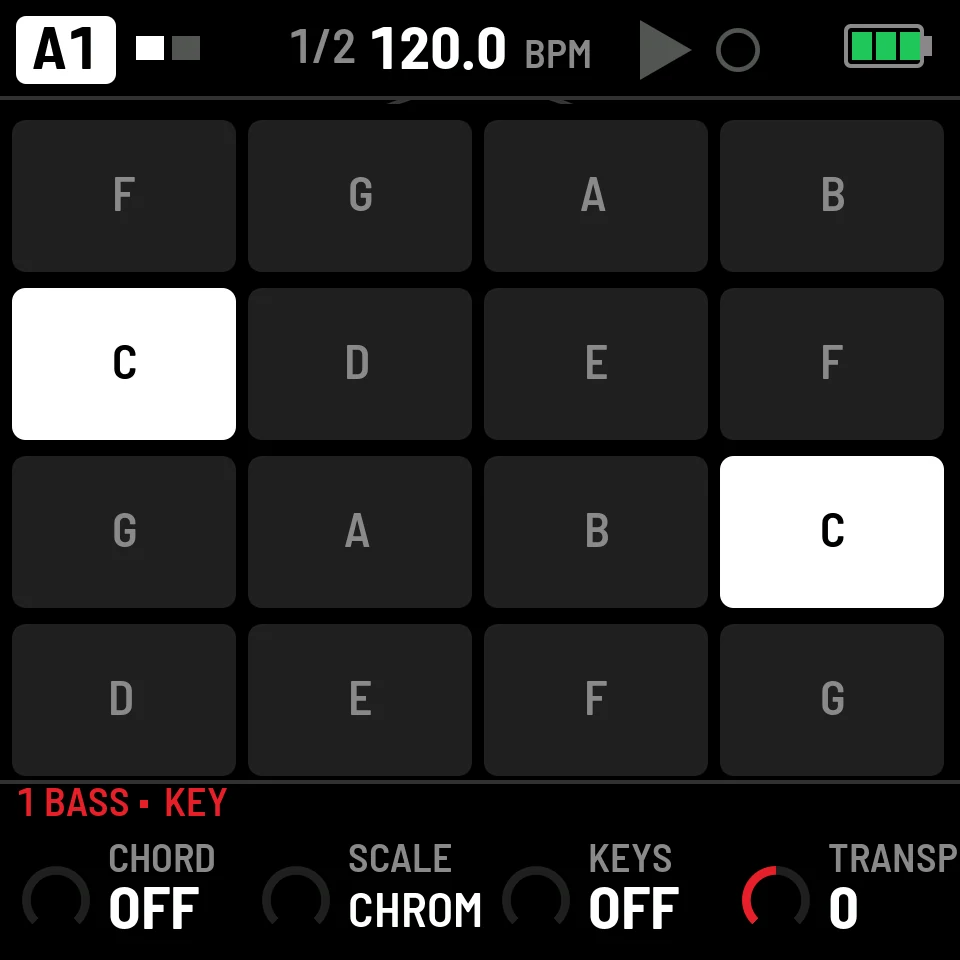 A1 1/2 120.0 BPM
F G A B
C D E F
G A B C
D E F G
1 BASS ▪ KEY
CHORD SCALE KEYS TRANSP
OFF CHROM OFF 0